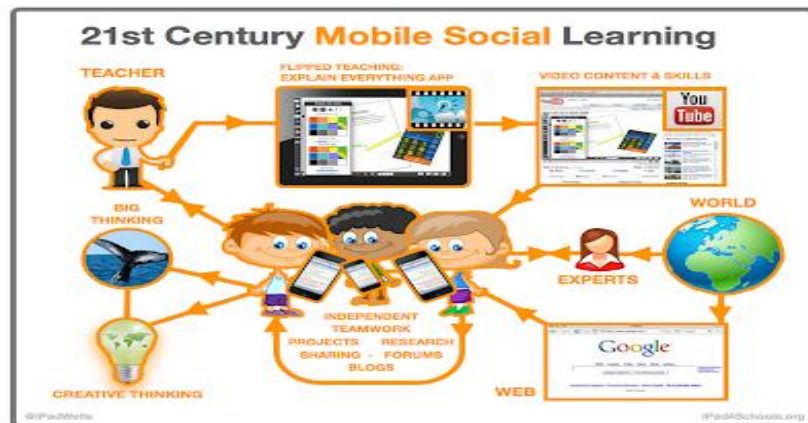 21st Century Mobile Social Learning
TEACHER
FLIPPED TEACHING:
EXPLAIN EVERYTHING APP
VIDEO CONTENT & SKILLS
You
Tube
BIG
THINKING
WORLD
EXPERTS
INDEPENDENT
TEAMWORK
PROJECTS RESEARCH
SHARING - FORUMS
BLOGS
Google
CREATIVE THINKING
WEB
@iPadWells
iPad4Schools.org